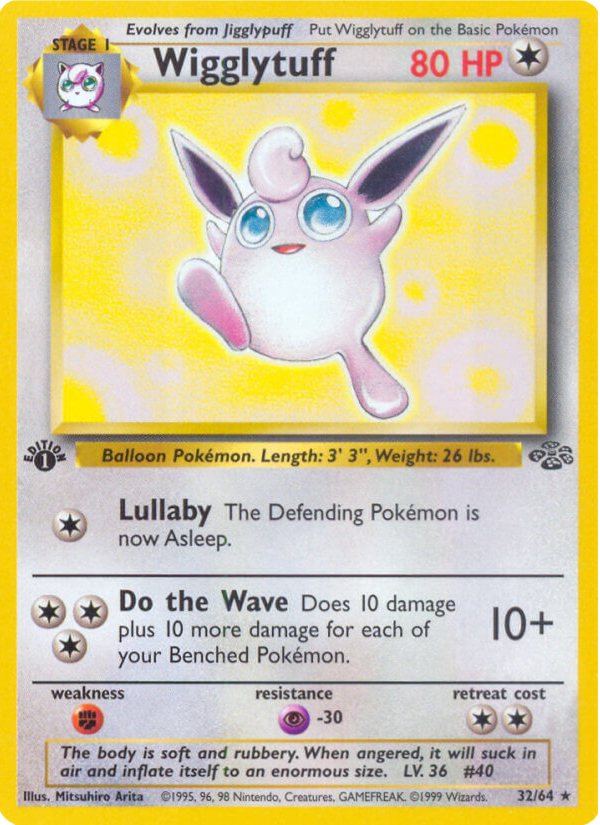 Evolves from Jigglypuff Put Wigglytuff on the Basic Pokémon
STAGE 1
Wigglytuff 80 HP
EDITION
1
Balloon Pokémon. Length: 3' 3", Weight: 26 lbs.
Lullaby The Defending Pokémon is
now Asleep.
Do the Wave Does 10 damage
plus 10 more damage for each of
your Benched Pokémon.
10+
weakness resistance retreat cost
-30
The body is soft and rubbery. When angered, it will suck in
air and inflate itself to an enormous size. LV. 36 #40
Illus. Mitsuhiro Arita ©1995, 96, 98 Nintendo, Creatures, GAMEFREAK. ©1999 Wizards. 32/64 ★